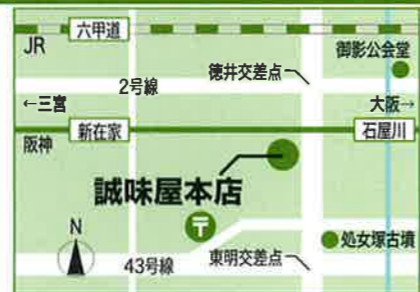 六甲道
JR
御影公会堂
徳井交差点
2号線
←三宮
大阪→
新在家
石屋川
阪神
誠味屋本店
〒
N
処女塚古墳
43号線
東明交差点